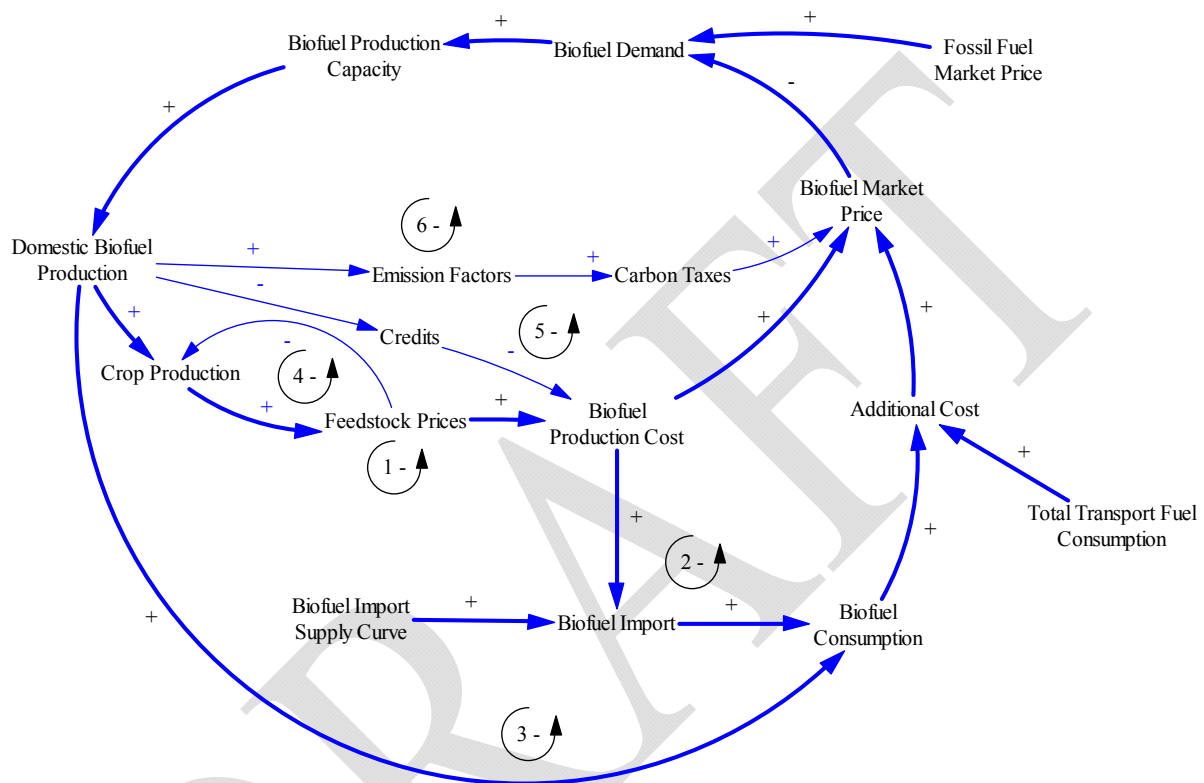 +
+
Biofuel Production
Capacity
Biofuel Demand
Fossil Fuel
Market Price
-
+
Biofuel Market
Price
6 -
Domestic Biofuel
Production
+
Emission Factors
+
Carbon Taxes
+
-
Credits
5 -
-
+
+
+
-
Crop Production
4 -
+
Feedstock Prices
+
Biofuel
Production Cost
Additional Cost
1 -
+
+
Total Transport Fuel
Consumption
+
2 -
Biofuel Import
Supply Curve
+
Biofuel Import
+
Biofuel
Consumption
+
3 -
DRAFT